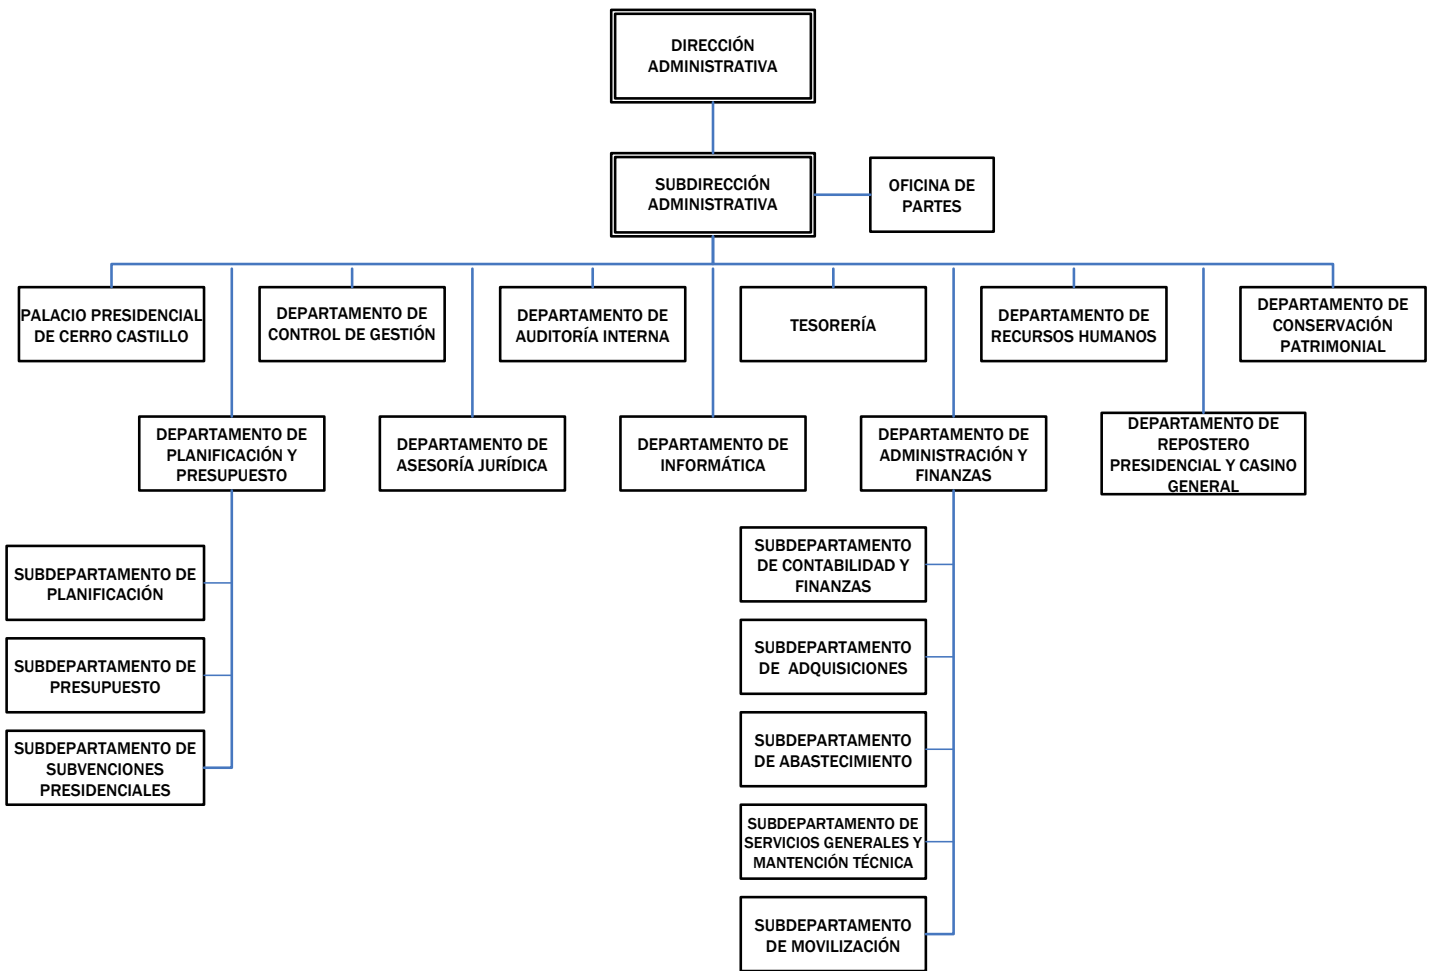 DIRECCIÓN
ADMINISTRATIVA
SUBDIRECCIÓN
ADMINISTRATIVA
OFICINA DE
PARTES
PALACIO PRESIDENCIAL
DE CERRO CASTILLO
DEPARTAMENTO DE
CONTROL DE GESTIÓN
DEPARTAMENTO DE
AUDITORÍA INTERNA
TESORERÍA
DEPARTAMENTO DE
RECURSOS HUMANOS
DEPARTAMENTO DE
CONSERVACIÓN
PATRIMONIAL
DEPARTAMENTO DE
PLANIFICACIÓN Y
PRESUPUESTO
DEPARTAMENTO DE
ASESORÍA JURÍDICA
DEPARTAMENTO DE
INFORMÁTICA
DEPARTAMENTO DE
ADMINISTRACIÓN Y
FINANZAS
DEPARTAMENTO DE
REPOSTERO
PRESIDENCIAL Y CASINO
GENERAL
SUBDEPARTAMENTO DE
PLANIFICACIÓN
SUBDEPARTAMENTO DE
PRESUPUESTO
SUBDEPARTAMENTO DE
SUBVENCIONES
PRESIDENCIALES
SUBDEPARTAMENTO
DE CONTABILIDAD Y
FINANZAS
SUBDEPARTAMENTO
DE ADQUISICIONES
SUBDEPARTAMENTO
DE ABASTECIMIENTO
SUBDEPARTAMENTO DE
SERVICIOS GENERALES Y
MANTENCIÓN TÉCNICA
SUBDEPARTAMENTO
DE MOVILIZACIÓN